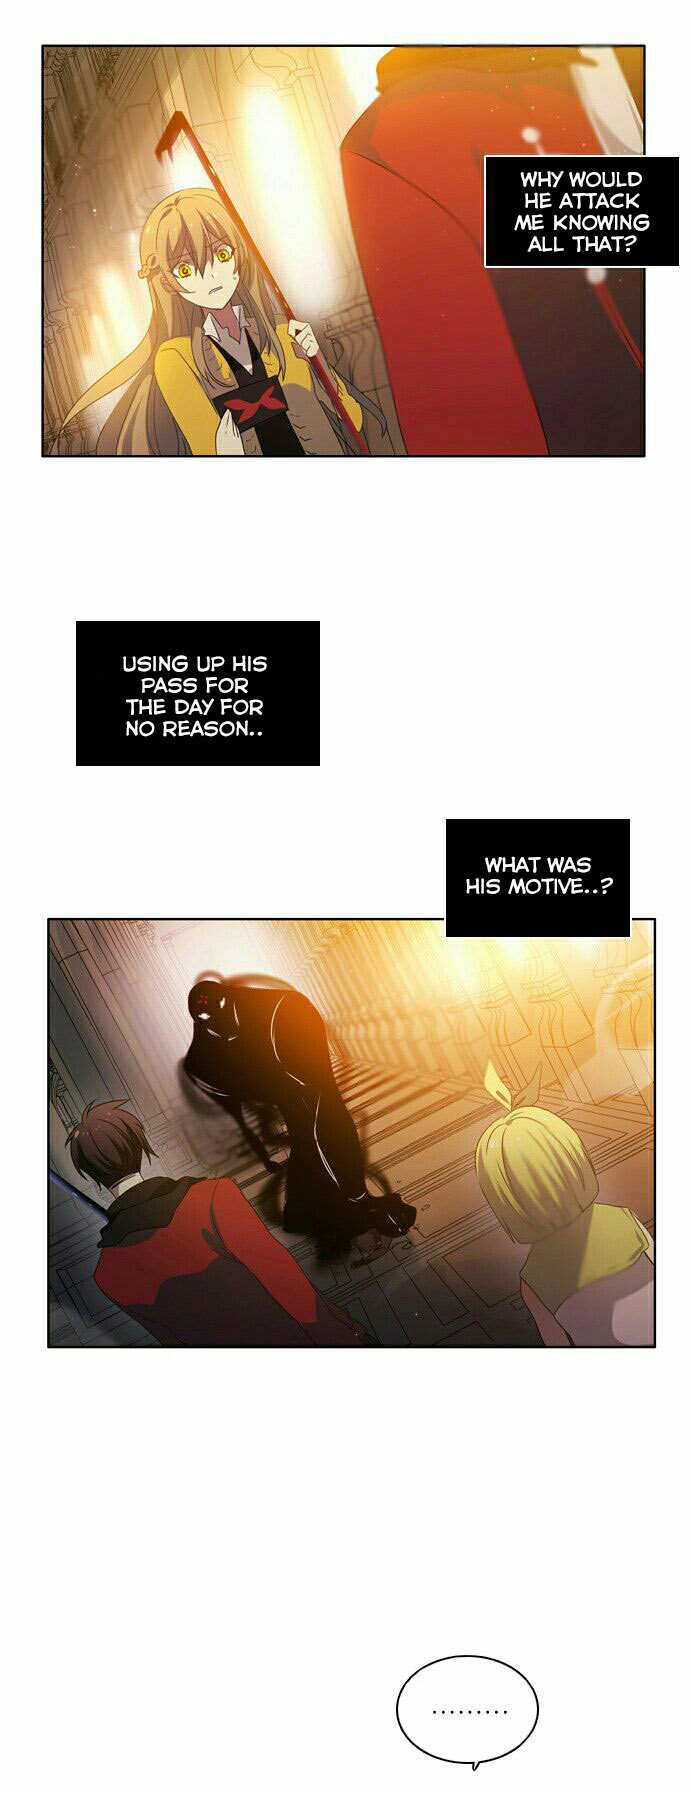 WHY WOULD
HE ATTACK
ME KNOWING
ALL THAT?
USING UP HIS
PASS FOR
THE DAY FOR
NO REASON..
WHAT WAS
HIS MOTIVE..?
.........